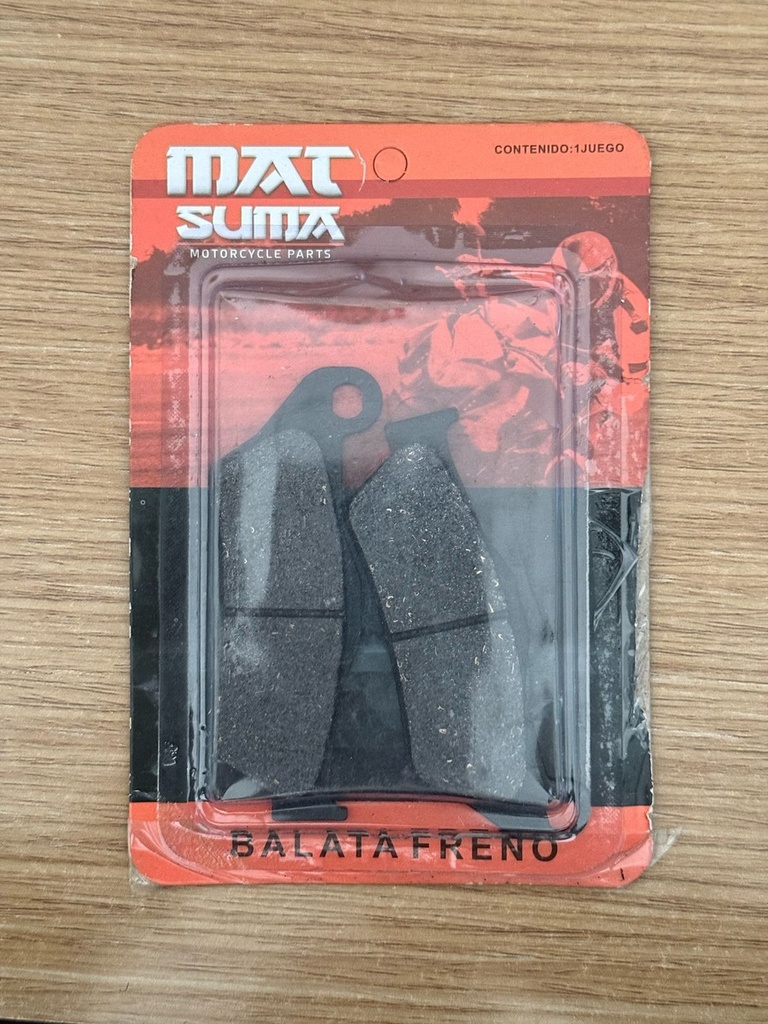 MAT
SUMA
MOTORCYCLE PARTS
CONTENIDO:1JUEGO
BALATA FRENO